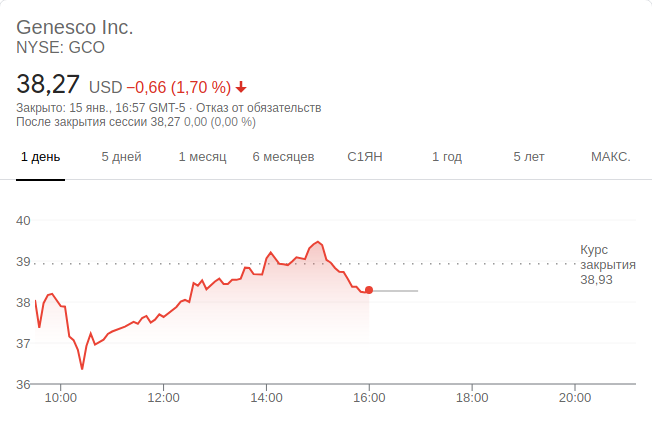 Genesco Inc.
NYSE: GCO
38,27 USD −0,66 (1,70 %)
Закрыто: 15 янв., 16:57 GMT-5 · Отказ от обязательств
После закрытия сессии 38,27 0,00 (0,00 %)
1 день 5 дней 1 месяц 6 месяцев С1ЯН 1 год 5 лет МАКС.
40
39
38
37
36
Курс
закрытия
38,93
10:00 12:00 14:00 16:00 18:00 20:00